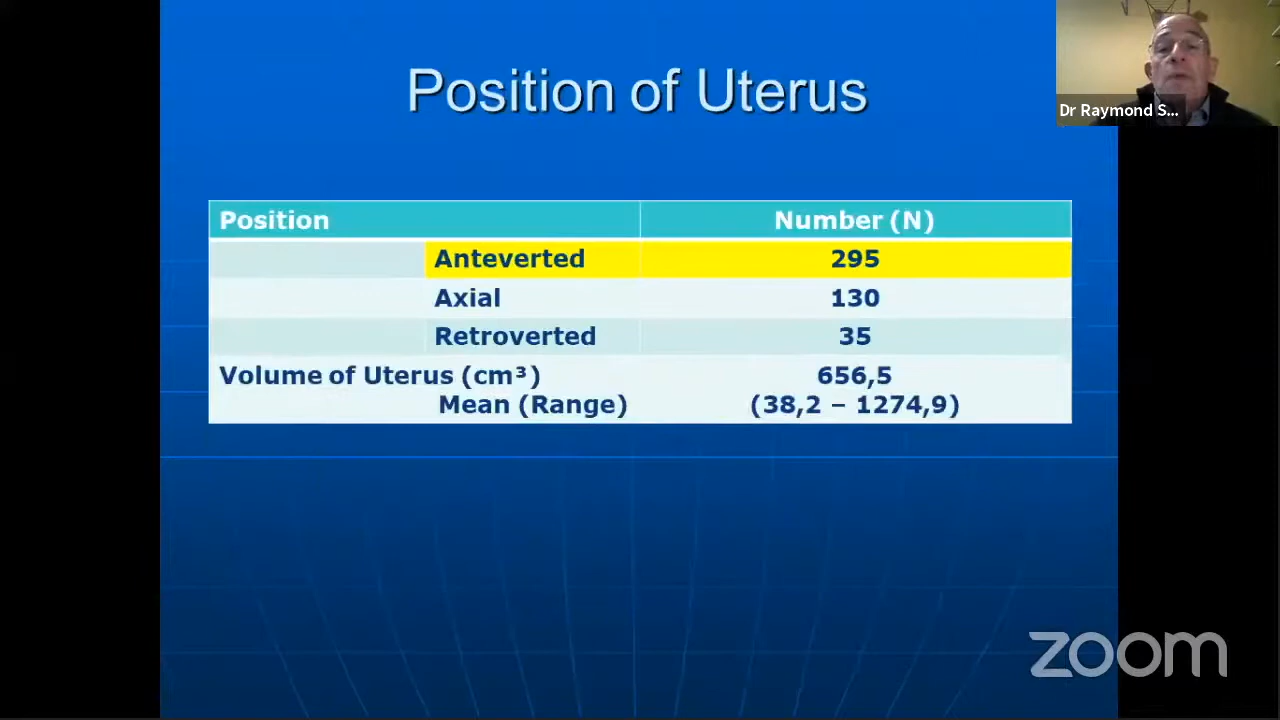 Position of Uterus
Dr Raymond S...
Position Number (N)
Anteverted 295
Axial 130
Retroverted 35
Volume of Uterus (cm³) 656,5
Mean (Range) (38,2 – 1274,9)
zoom